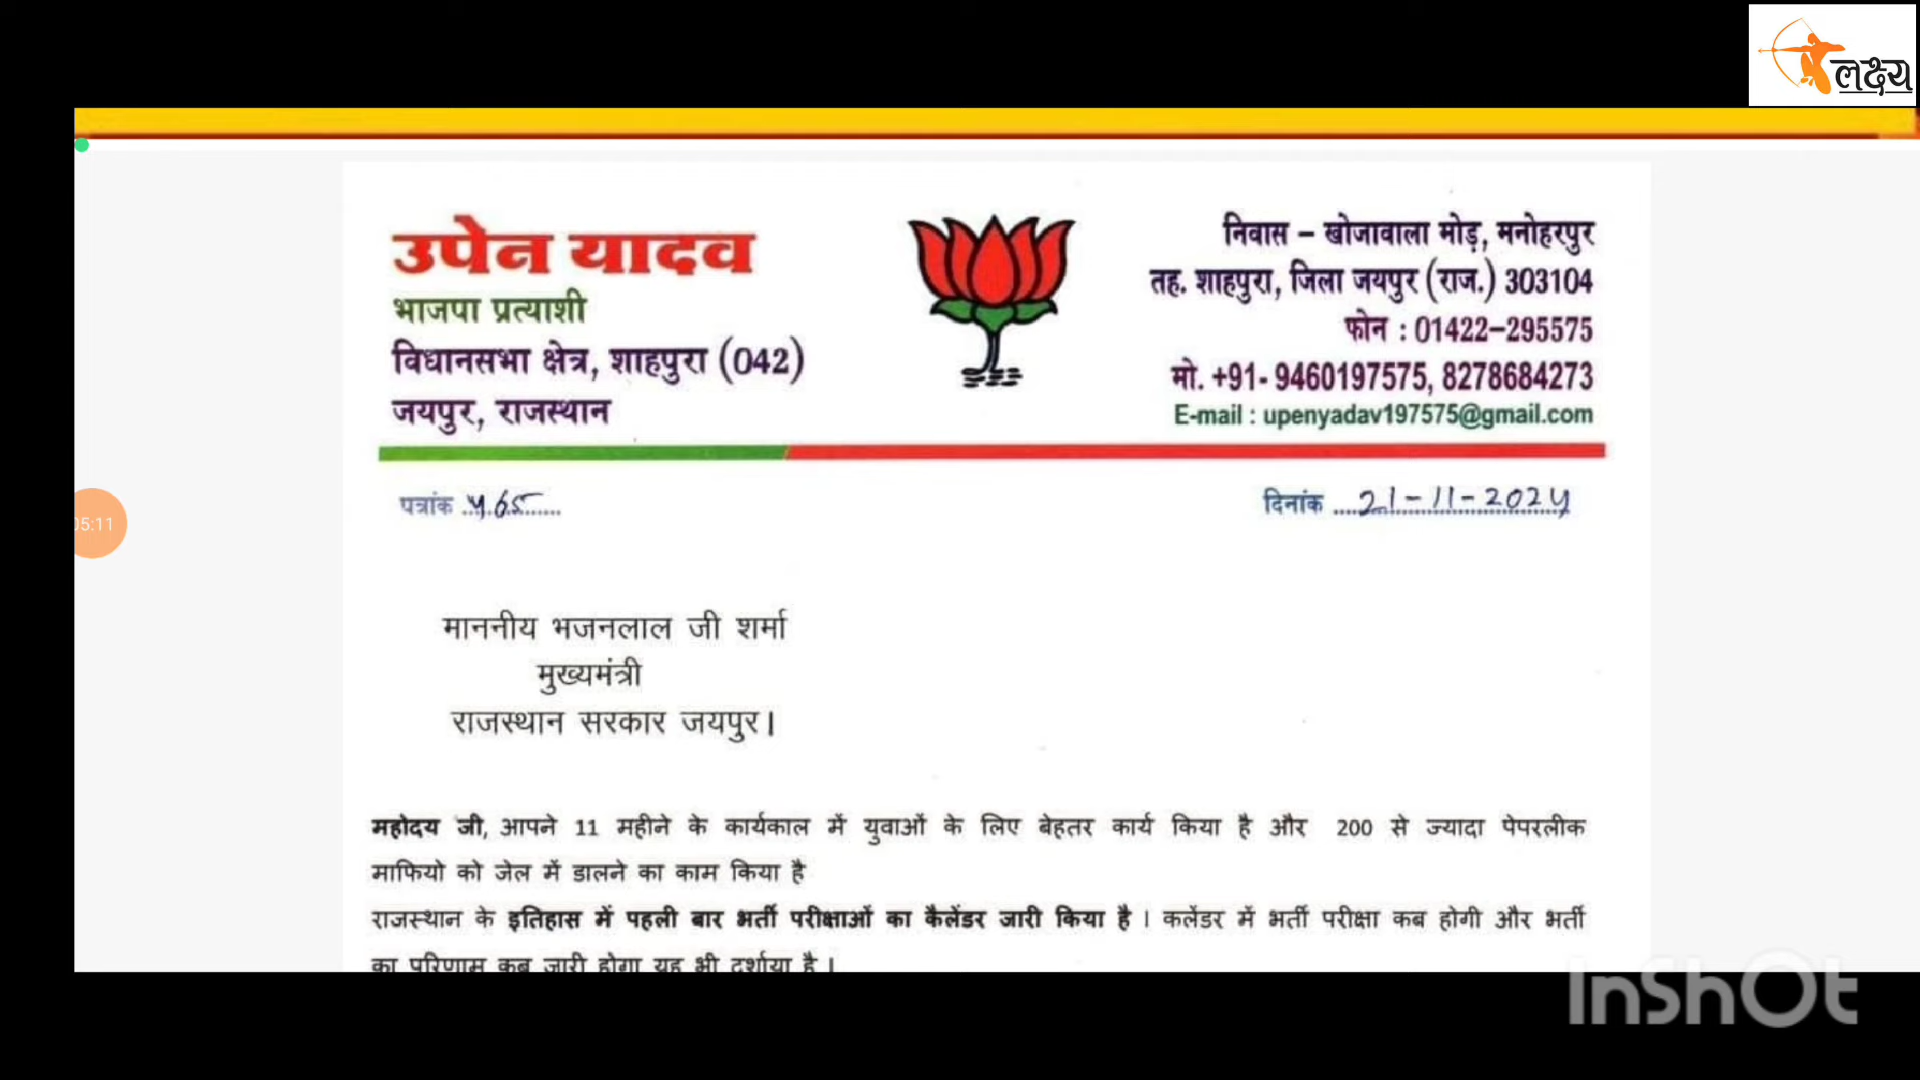 लक्ष्य
उपेन यादव
भाजपा प्रत्याशी
विधानसभा क्षेत्र, शाहपुरा (042)
जयपुर, राजस्थान
निवास – खोजावाला मोड़, मनोहरपुर
तह. शाहपुरा, जिला जयपुर (राज.) 303104
फोन : 01422-295575
मो. +91- 9460197575, 8278684273
E-mail : upenyadav197575@gmail.com
पत्रांक ५65
दिनांक 21-11-2024
05:11
माननीय भजनलाल जी शर्मा
मुख्यमंत्री
राजस्थान सरकार जयपुर।
महोदय जी, आपने 11 महीने के कार्यकाल में युवाओं के लिए बेहतर कार्य किया है और 200 से ज्यादा पेपरलीक
माफियो को जेल में डालने का काम किया है
राजस्थान के इतिहास में पहली बार भर्ती परीक्षाओं का कैलेंडर जारी किया है । कलेंडर में भर्ती परीक्षा कब होगी और भर्ती
का परिणाम कब जारी होगा यह भी दर्शाया है ।
InShOt